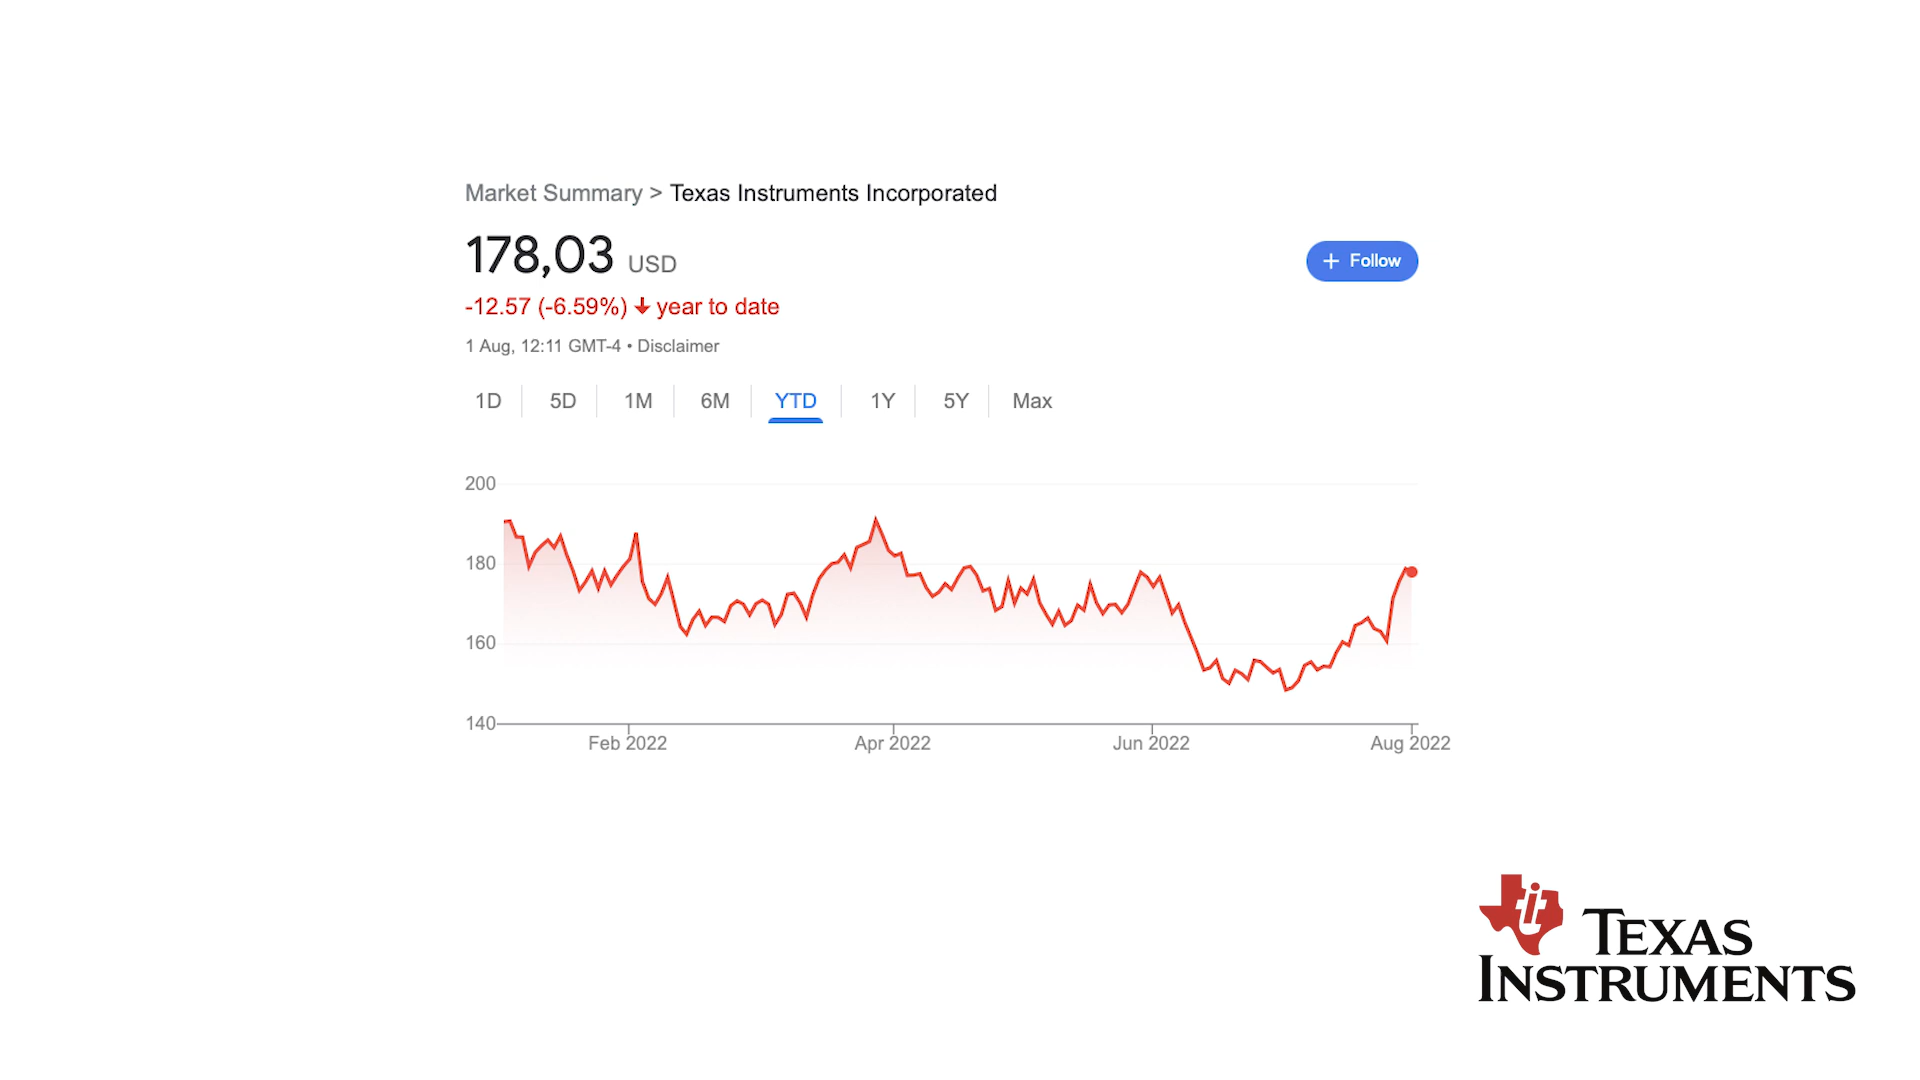 Market Summary > Texas Instruments Incorporated
178,03 USD
+ Follow
-12.57 (-6.59%) ↓ year to date
1 Aug, 12:11 GMT-4 • Disclaimer
1D 5D 1M 6M YTD 1Y 5Y Max
200
180
160
140
Feb 2022 Apr 2022 Jun 2022 Aug 2022
ti
TEXAS
INSTRUMENTS